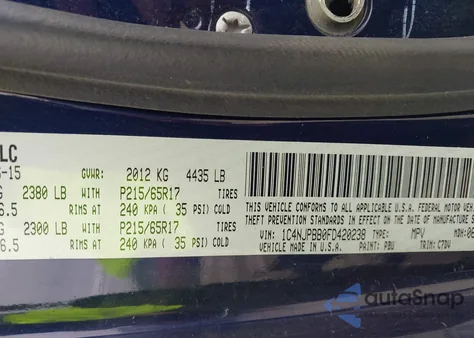 LC
-15 GVWR: 2012 KG 4435 LB
G 2380 LB WITH P215/65R17 TIRES
6.5 RIMS AT 240 KPA ( 35 PSI) COLD
G 2300 LB WITH P215/65R17 TIRES
6.5 RIMS AT 240 KPA ( 35 PSI) COLD
THIS VEHICLE CONFORMS TO ALL APPLICABLE U.S.A. FEDERAL MOTOR VEH
THEFT PREVENTION STANDARDS IN EFFECT ON THE DATE OF MANUFACTURE
VIN: 1C4NJPBB0FD420230 TYPE: MPV MDH: 06
VEHICLE MADE IN U.S.A. PAINT: PBU TRIM: C7DV
autoSnap